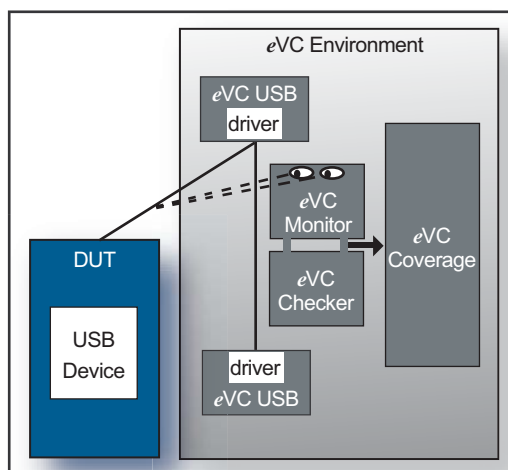 eVC Environment
eVC USB
driver
eVC
Monitor
eVC
Coverage
DUT
eVC
Checker
USB
Device
driver
eVC USB